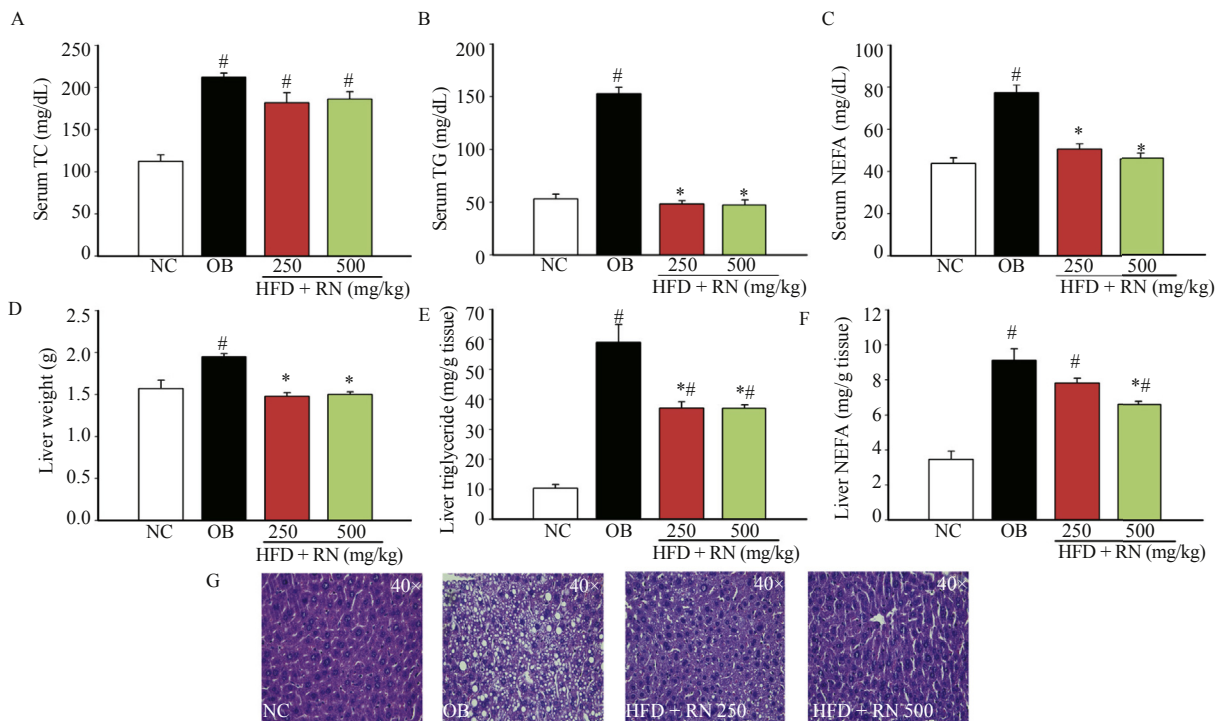 A
Serum TC (mg/dL)
250
200
150
100
50
0
#
#
#
NC
OB
250
500
HFD + RN (mg/kg)
B
Serum TG (mg/dL)
200
150
100
50
0
#
*
*
NC
OB
250
500
HFD + RN (mg/kg)
C
Serum NEFA (mg/dL)
100
80
60
40
20
0
#
*
*
NC
OB
250
500
HFD + RN (mg/kg)
D
Liver weight (g)
2.5
2.0
1.5
1.0
0.5
0.0
#
*
*
NC
OB
250
500
HFD + RN (mg/kg)
E
Liver triglyceride (mg/g tissue)
70
60
50
40
30
20
10
0
#
*#
*#
NC
OB
250
500
HFD + RN (mg/kg)
F
Liver NEFA (mg/g tissue)
12
10
8
6
4
2
0
#
#
*#
NC
OB
250
500
HFD + RN (mg/kg)
G
40×
NC
40×
OB
40×
HFD + RN 250
40×
HFD + RN 500